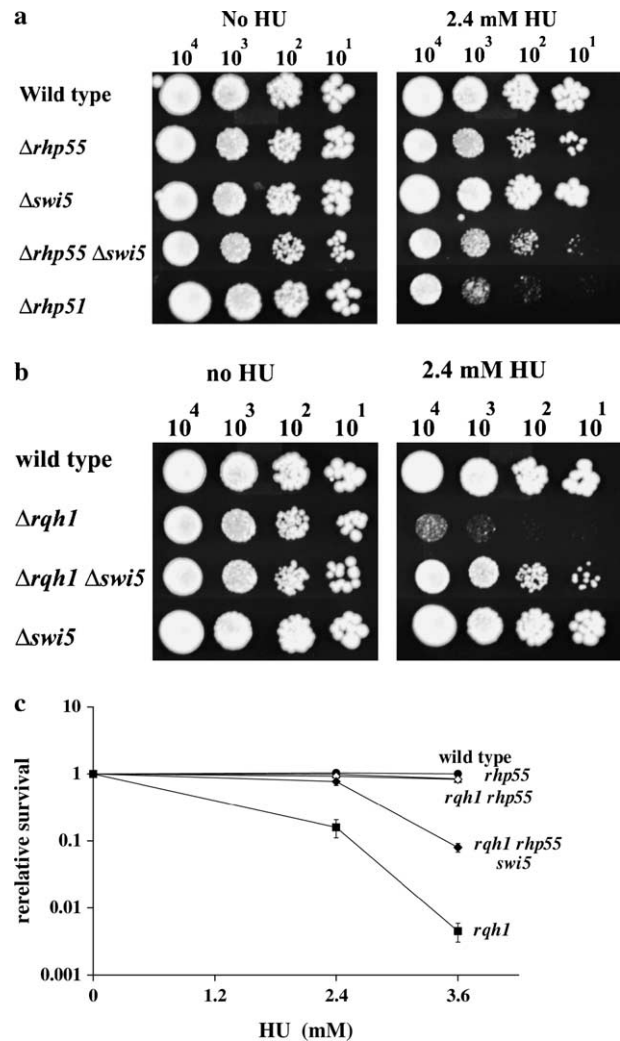 a
No HU 2.4 mM HU
10^4 10^3 10^2 10^1 10^4 10^3 10^2 10^1
Wild type
Δrhp55
Δswi5
Δrhp55 Δswi5
Δrhp51
b
no HU 2.4 mM HU
10^4 10^3 10^2 10^1 10^4 10^3 10^2 10^1
wild type
Δrqh1
Δrqh1 Δswi5
Δswi5
c
10
1
0.1
0.01
0.001
rerelative survival
wild type
rhp55
rqh1 rhp55
rqh1 rhp55
swi5
rqh1
0 1.2 2.4 3.6
HU (mM)